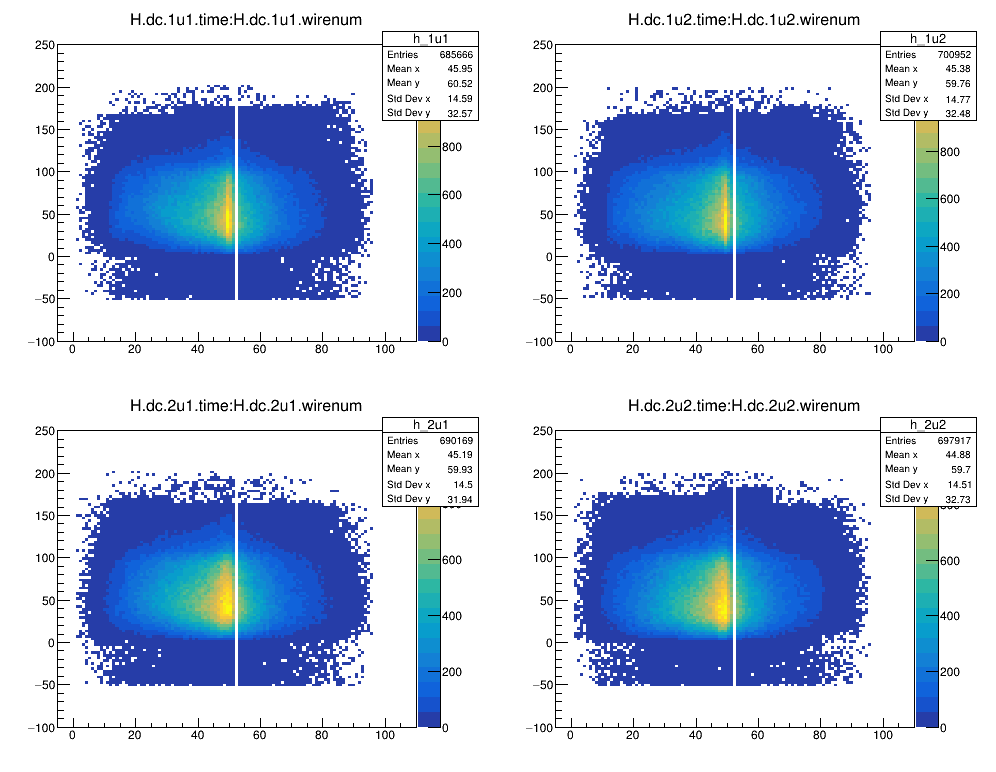 H.dc.1u1.time:H.dc.1u1.wirenum
h_1u1
Entries 685666
Mean x 45.95
Mean y 60.52
Std Dev x 14.59
Std Dev y 32.57
250
200
150
100
50
0
−50
−100
0 20 40 60 80 100
800
600
400
200
0
H.dc.1u2.time:H.dc.1u2.wirenum
h_1u2
Entries 700952
Mean x 45.38
Mean y 59.76
Std Dev x 14.77
Std Dev y 32.48
250
200
150
100
50
0
−50
−100
0 20 40 60 80 100
800
600
400
200
0
H.dc.2u1.time:H.dc.2u1.wirenum
h_2u1
Entries 690169
Mean x 45.19
Mean y 59.93
Std Dev x 14.5
Std Dev y 31.94
250
200
150
100
50
0
−50
−100
0 20 40 60 80 100
600
400
200
0
H.dc.2u2.time:H.dc.2u2.wirenum
h_2u2
Entries 697917
Mean x 44.88
Mean y 59.7
Std Dev x 14.51
Std Dev y 32.73
250
200
150
100
50
0
−50
−100
0 20 40 60 80 100
600
400
200
0